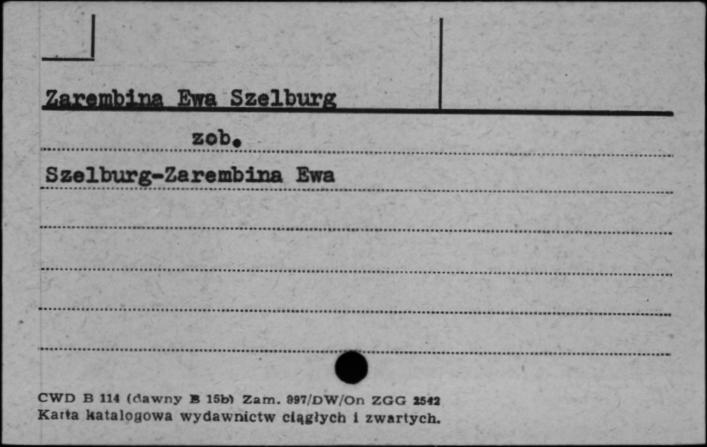 Zarembina Ewa Szelburg
zob.
Szelburg-Zarembina Ewa
CWD B 114 (dawny B 15b) Zam. 997/DW/On ZGG 2542
Karta katalogowa wydawnictw ciągłych i zwartych.